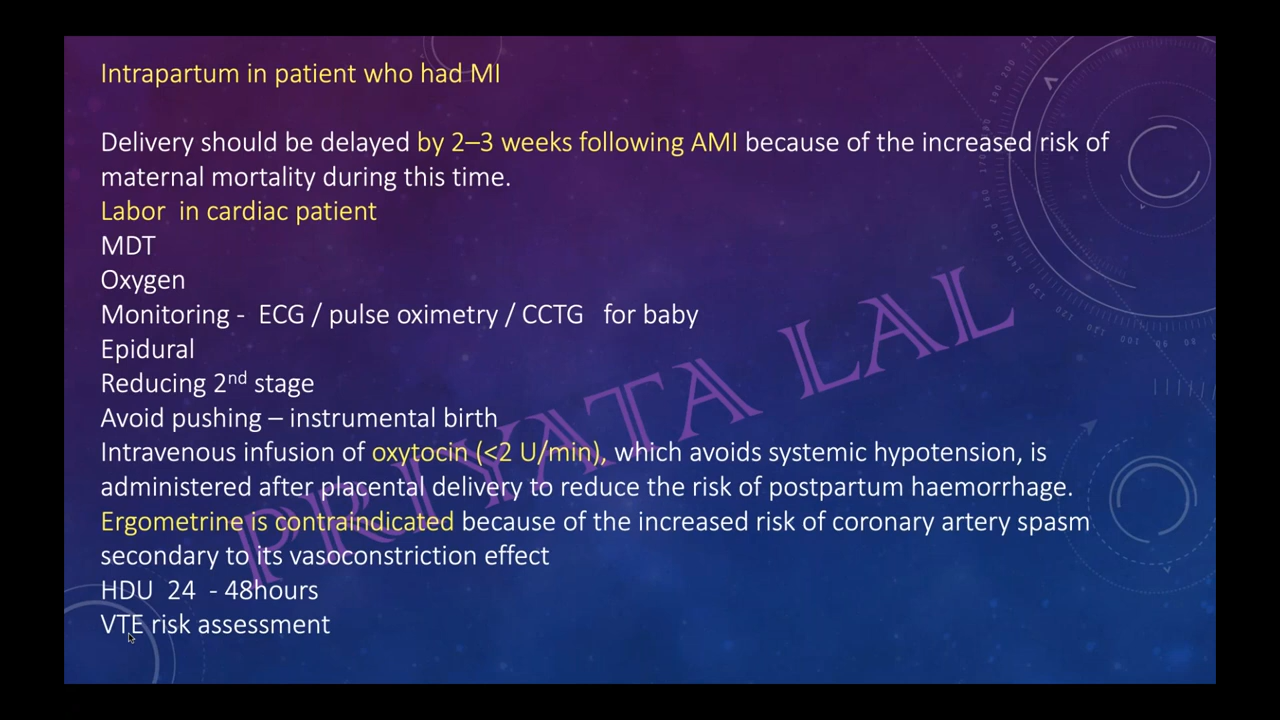 Intrapartum in patient who had MI
Delivery should be delayed by 2–3 weeks following AMI because of the increased risk of
maternal mortality during this time.
Labor in cardiac patient
MDT
Oxygen
Monitoring - ECG / pulse oximetry / CCTG for baby
Epidural
Reducing 2nd stage
Avoid pushing – instrumental birth
Intravenous infusion of oxytocin (<2 U/min), which avoids systemic hypotension, is
administered after placental delivery to reduce the risk of postpartum haemorrhage.
Ergometrine is contraindicated because of the increased risk of coronary artery spasm
secondary to its vasoconstriction effect
HDU 24 - 48hours
VTE risk assessment
PRIYATA LAL